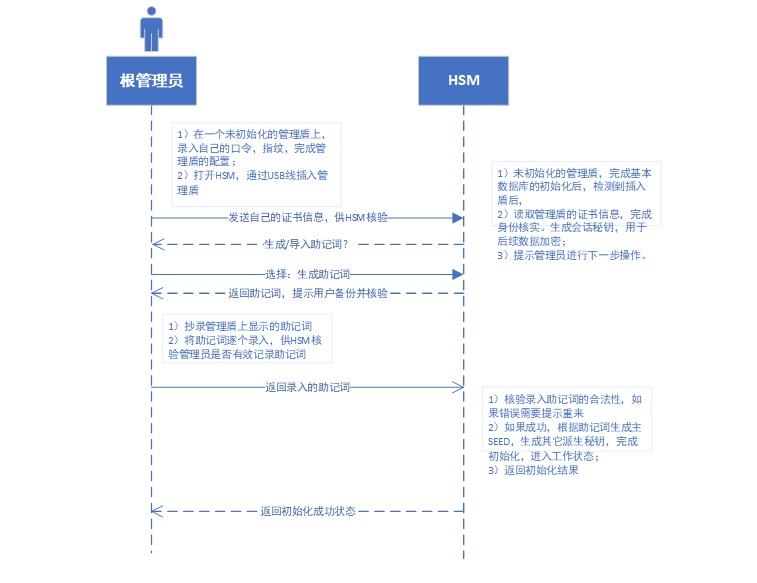 根管理员
HSM
1）在一个未初始化的管理盾上，
录入自己的口令，指纹，完成管
理盾的配置；
2）打开HSM，通过USB线插入管
理盾
1）未初始化的管理盾，完成基本
数据库的初始化后，检测到插入
盾后，
2）读取管理盾的证书信息，完成
身份核实。生成会话秘钥，用于
后续数据加密；
3）提示管理员进行下一步操作。
发送自己的证书信息，供HSM核验
生成/导入助记词？
选择：生成助记词
返回助记词，提示用户备份并核验
1）抄录管理盾上显示的助记词
2）将助记词逐个录入，供HSM核
验管理员是否有效记录助记词
返回录入的助记词
1）核验录入助记词的合法性，如
果错误需要提示重来
2）如果成功，根据助记词生成主
SEED，生成其它派生秘钥，完成
初始化，进入工作状态；
3）返回初始化结果
返回初始化成功状态